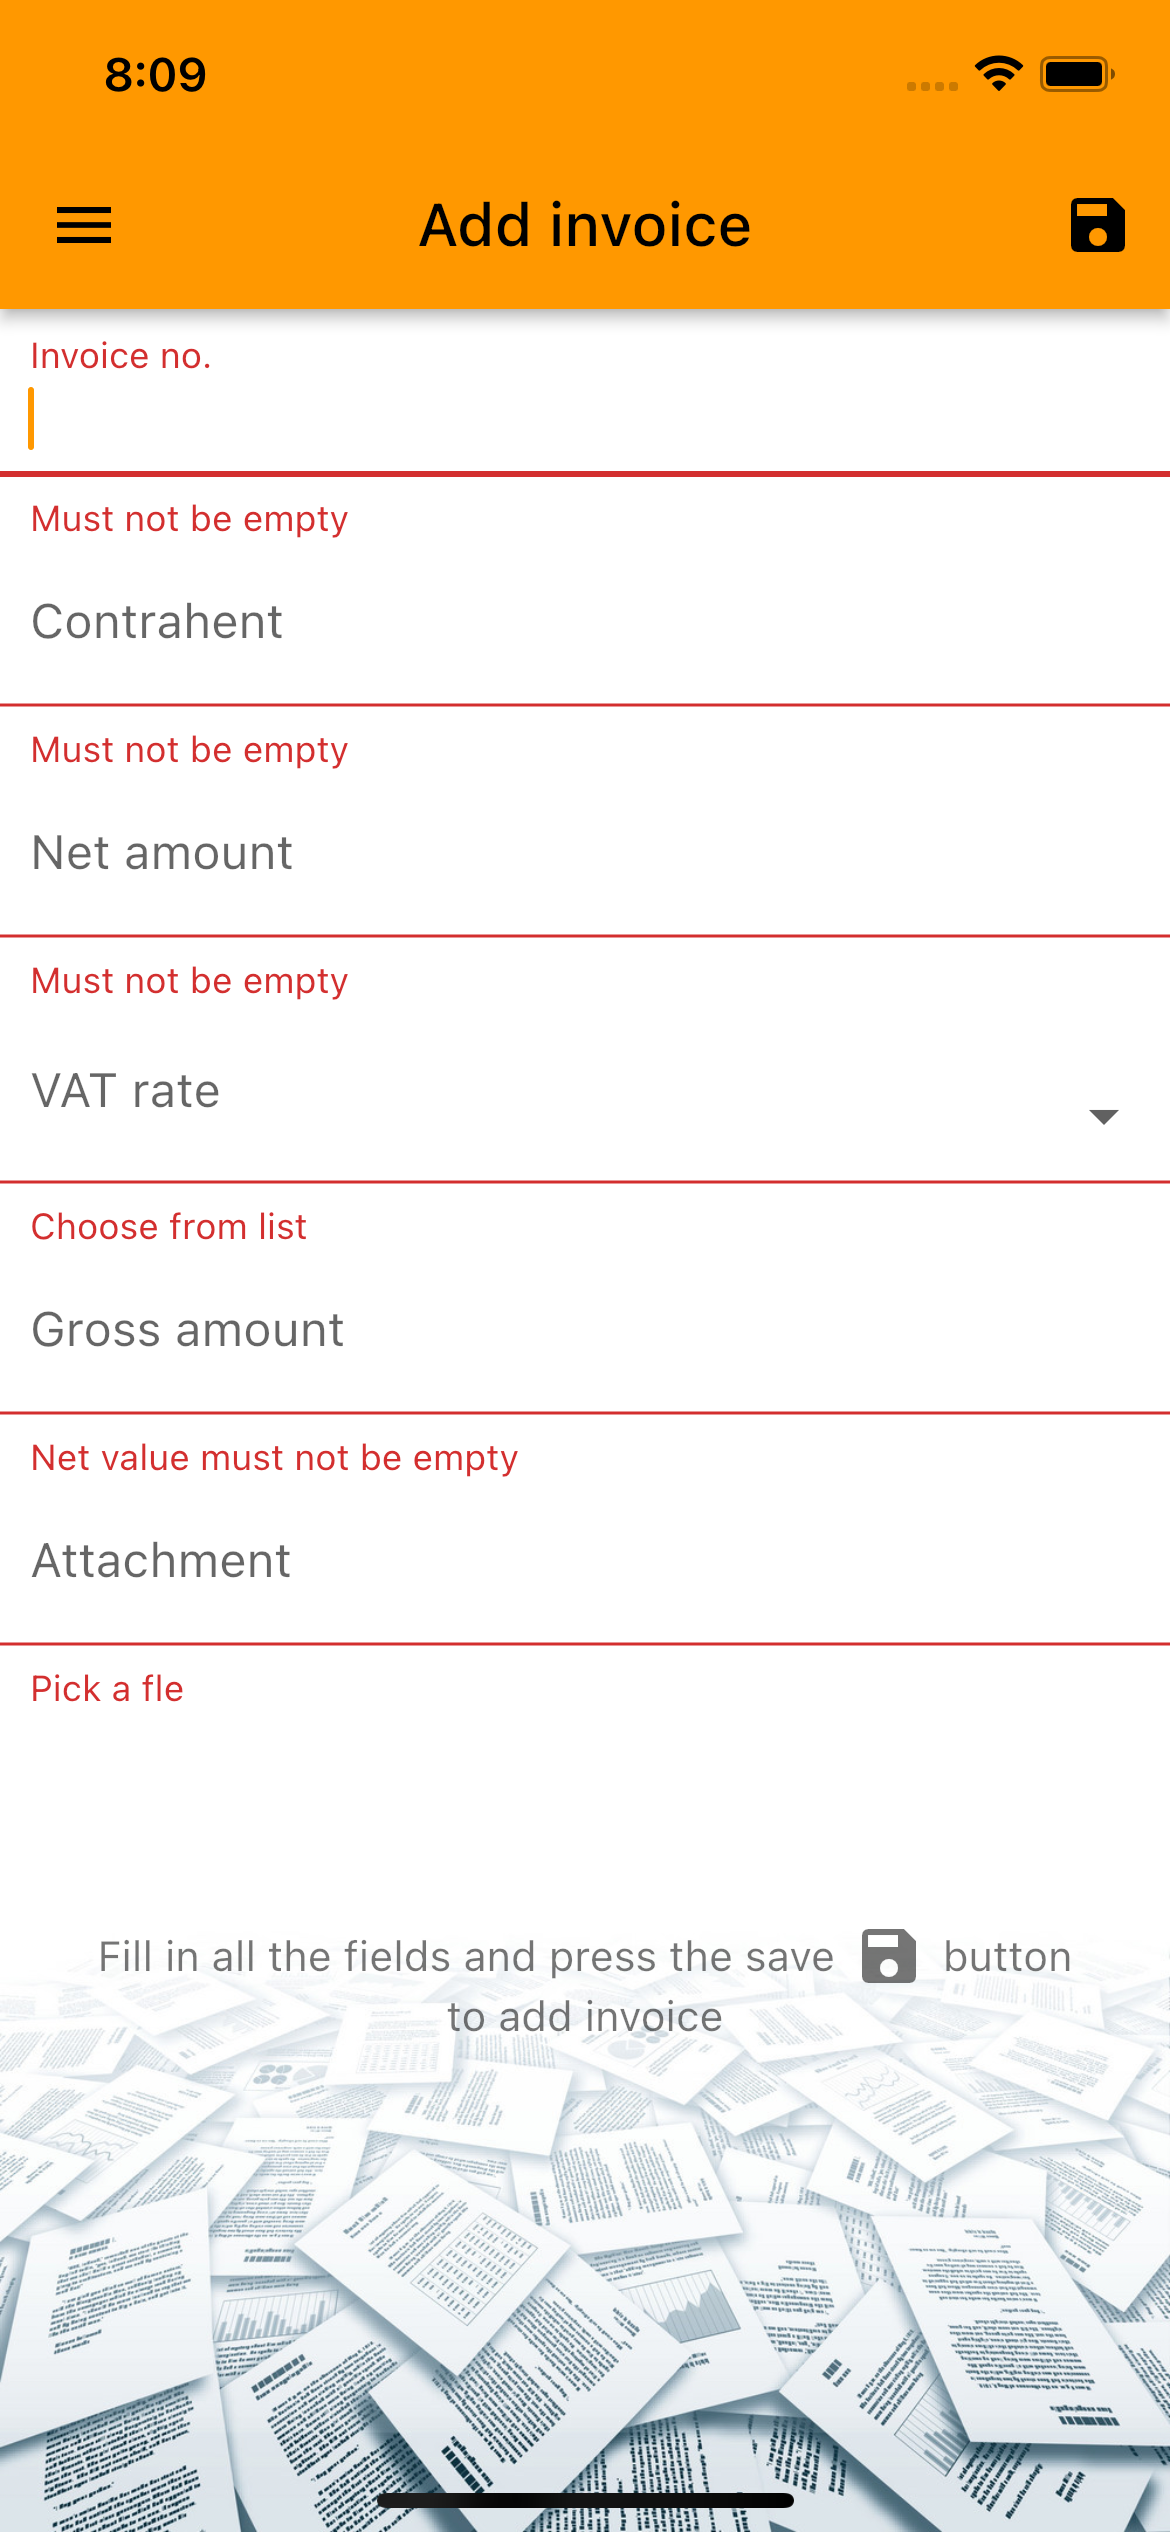 8:09
Add invoice
Invoice no.
Must not be empty
Contrahent
Must not be empty
Net amount
Must not be empty
VAT rate
Choose from list
Gross amount
Net value must not be empty
Attachment
Pick a fle
Fill in all the fields and press the save button
to add invoice